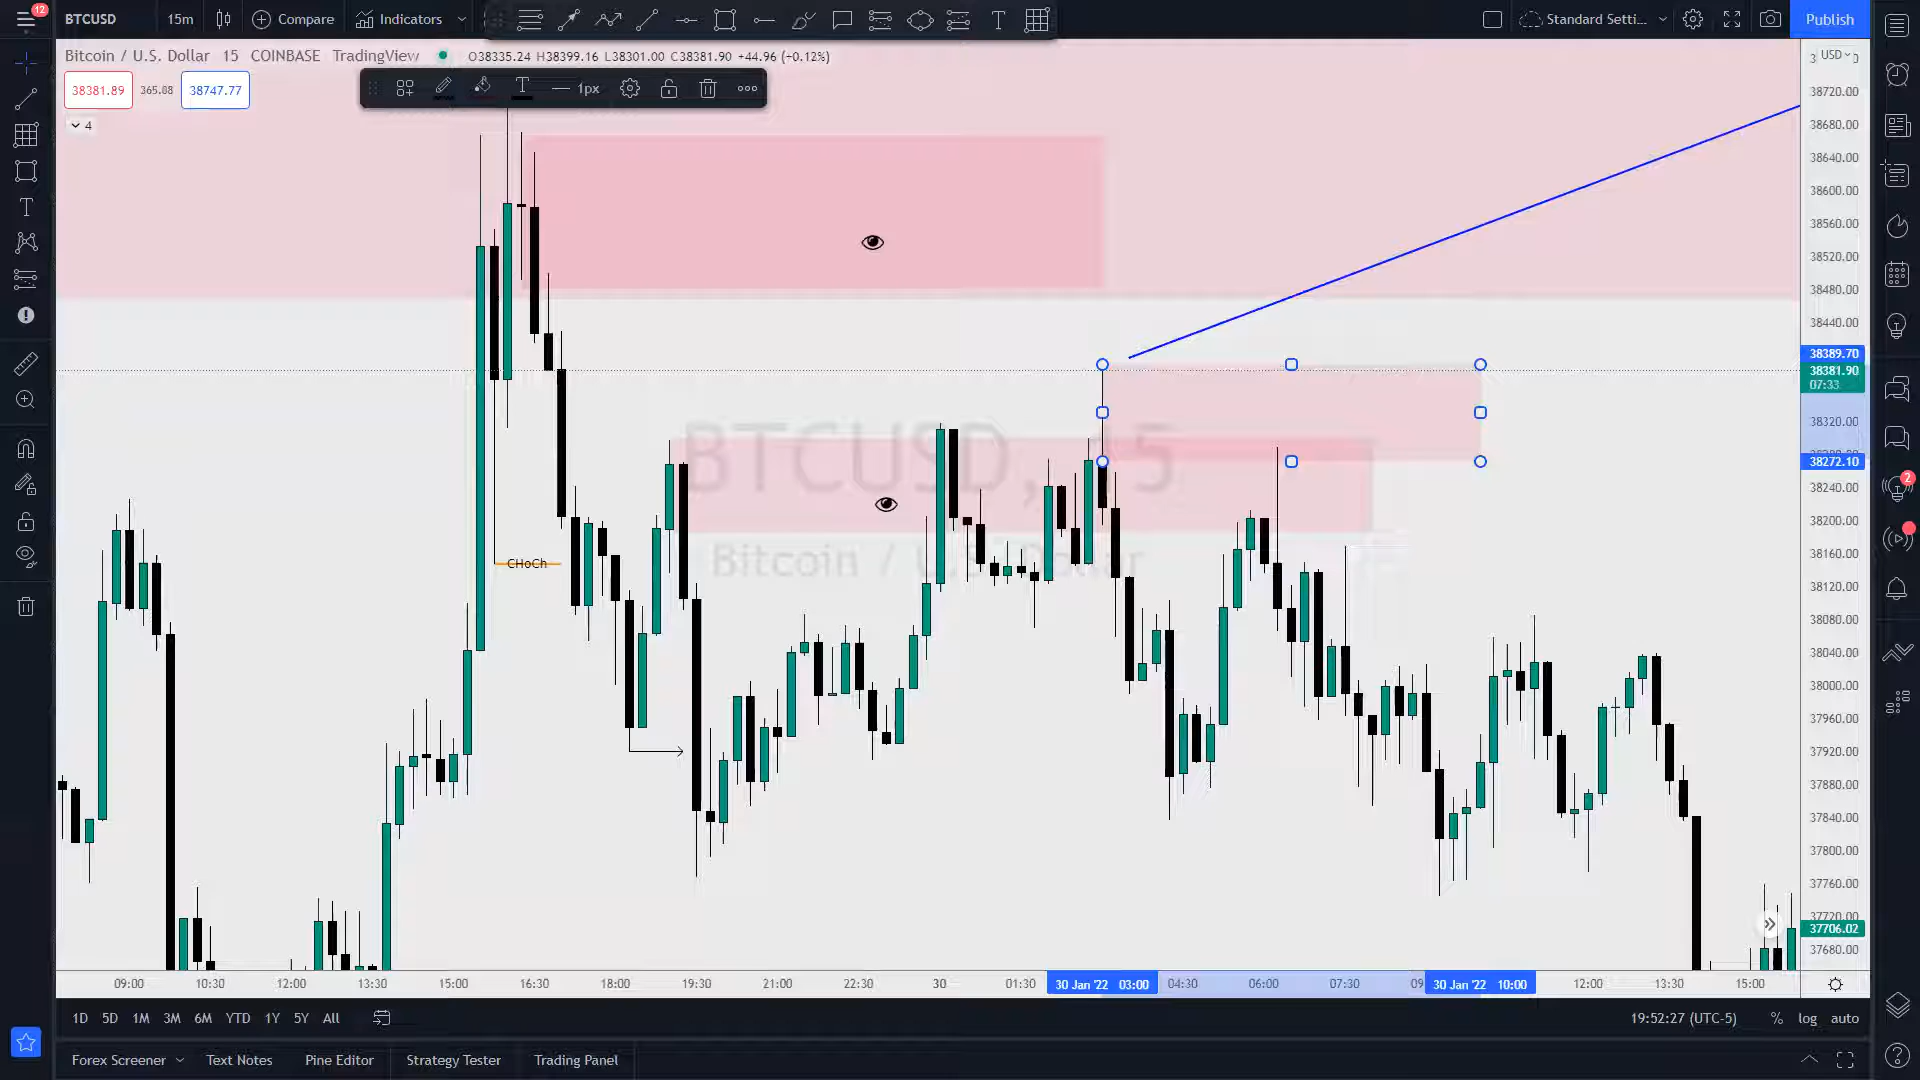 12
BTCUSD
15m
Compare
Indicators
Standard Setti...
Publish
Bitcoin / U.S. Dollar 15 COINBASE TradingView
O38335.24 H38399.16 L38301.00 C38381.90 +44.96 (+0.12%)
USD
38381.89 365.88 38747.77
1px
4
38720.00
38680.00
38640.00
38600.00
38560.00
38520.00
38480.00
38440.00
38389.70
38381.90
07:33
38320.00
38272.10
38240.00
38200.00
38160.00
38120.00
38080.00
38040.00
38000.00
37960.00
37920.00
37880.00
37840.00
37800.00
37760.00
37720.00
37706.02
37680.00
2
BTCUSD, 15
Bitcoin / U.S. Dollar
CHoCh
09:00 10:30 12:00 13:30 15:00 16:30 18:00 19:30 21:00 22:30 30 01:30 30 Jan '22 03:00 04:30 06:00 07:30 09 30 Jan '22 10:00 12:00 13:30 15:00
1D 5D 1M 3M 6M YTD 1Y 5Y All
19:52:27 (UTC-5) % log auto
Forex Screener Text Notes Pine Editor Strategy Tester Trading Panel